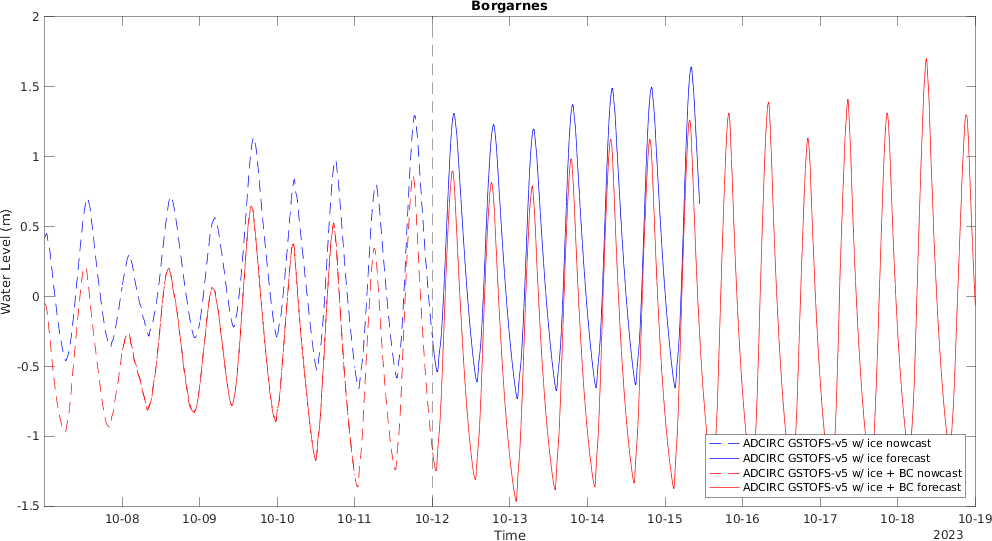 Borgarnes
2
1.5
1
0.5
0
-0.5
-1
-1.5
Water Level (m)
10-08 10-09 10-10 10-11 10-12 10-13 10-14 10-15 10-16 10-17 10-18 10-19
Time
2023
ADCIRC GSTOFS-v5 w/ ice nowcast
ADCIRC GSTOFS-v5 w/ ice forecast
ADCIRC GSTOFS-v5 w/ ice + BC nowcast
ADCIRC GSTOFS-v5 w/ ice + BC forecast